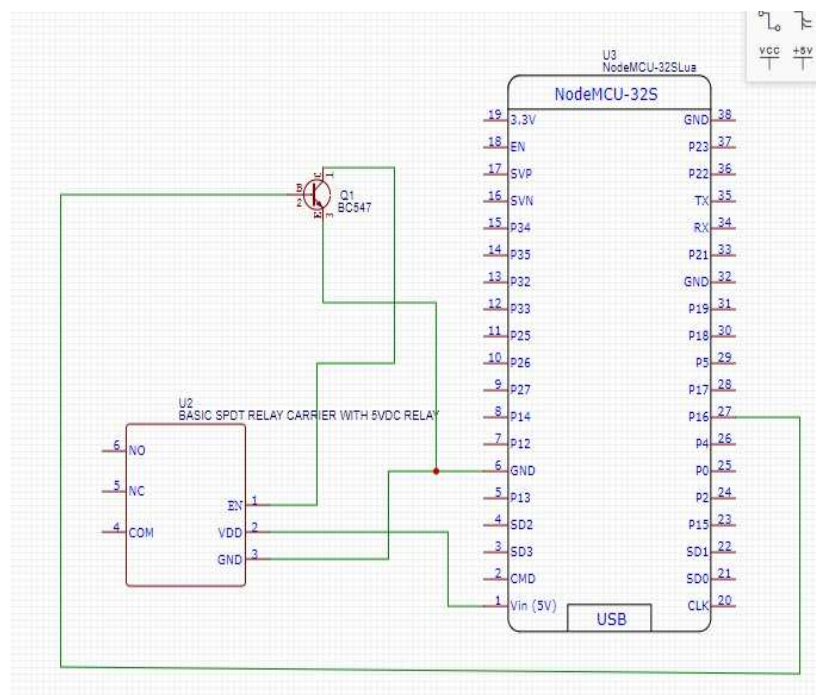 VCC +5V
U3
NodeMCU-32SLua
NodeMCU-32S
19 3.3V GND 38
18 EN P23 37
17 SVP P22 36
16 SVN TX 35
15 P34 RX 34
14 P35 P21 33
13 P32 GND 32
12 P33 P19 31
11 P25 P18 30
10 P26 P5 29
9 P27 P17 28
8 P14 P16 27
7 P12 P4 26
6 GND P0 25
5 P13 P2 24
4 SD2 P15 23
3 SD3 SD1 22
2 CMD SD0 21
1 Vin (5V) CLK 20
USB
C 1
B
2
E 3
Q1
BC547
U2
BASIC SPDT RELAY CARRIER WITH 5VDC RELAY
6 NO
5 NC
EN 1
4 COM VDD 2
GND 3